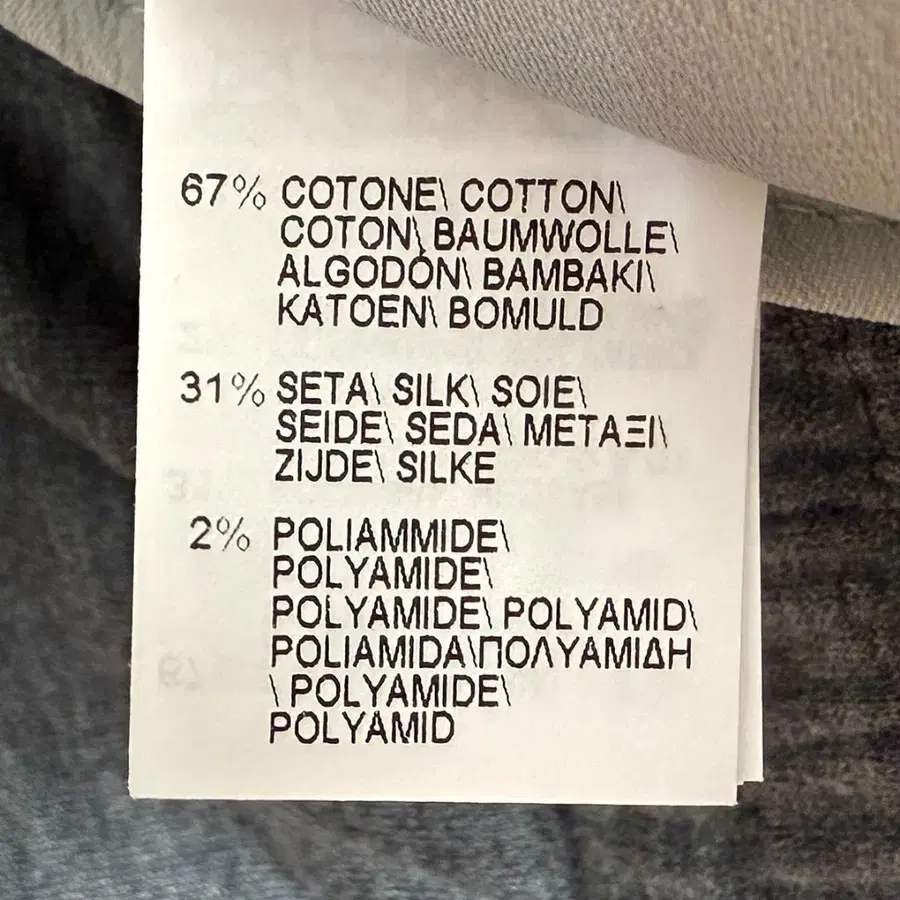 67% COTONE\ COTTON\
COTON\ BAUMWOLLE\
ALGODÓN\ BAMBAKI\
KATOEN\ BOMULD
31% SETA\ SILK\ SOIE\
SEIDE\ SEDA\ ΜΕΤΑΞΙ\
ZIJDE\ SILKE
2% POLIAMMIDE\
POLYAMIDE\
POLYAMIDE\ POLYAMID\
POLIAMIDA\ΠΟΛΥΑΜΙΔΗ
\ POLYAMIDE\
POLYAMID